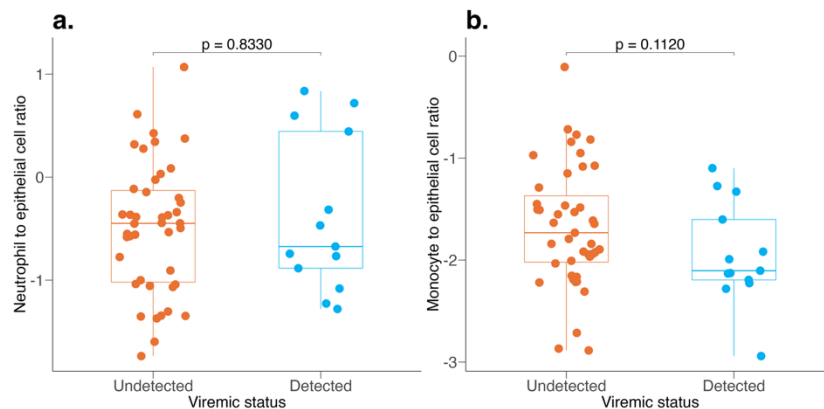 a.
p = 0.8330
Neutrophil to epithelial cell ratio
1
0
-1
Undetected
Detected
Viremic status
b.
p = 0.1120
Monocyte to epithelial cell ratio
0
-1
-2
-3
Undetected
Detected
Viremic status